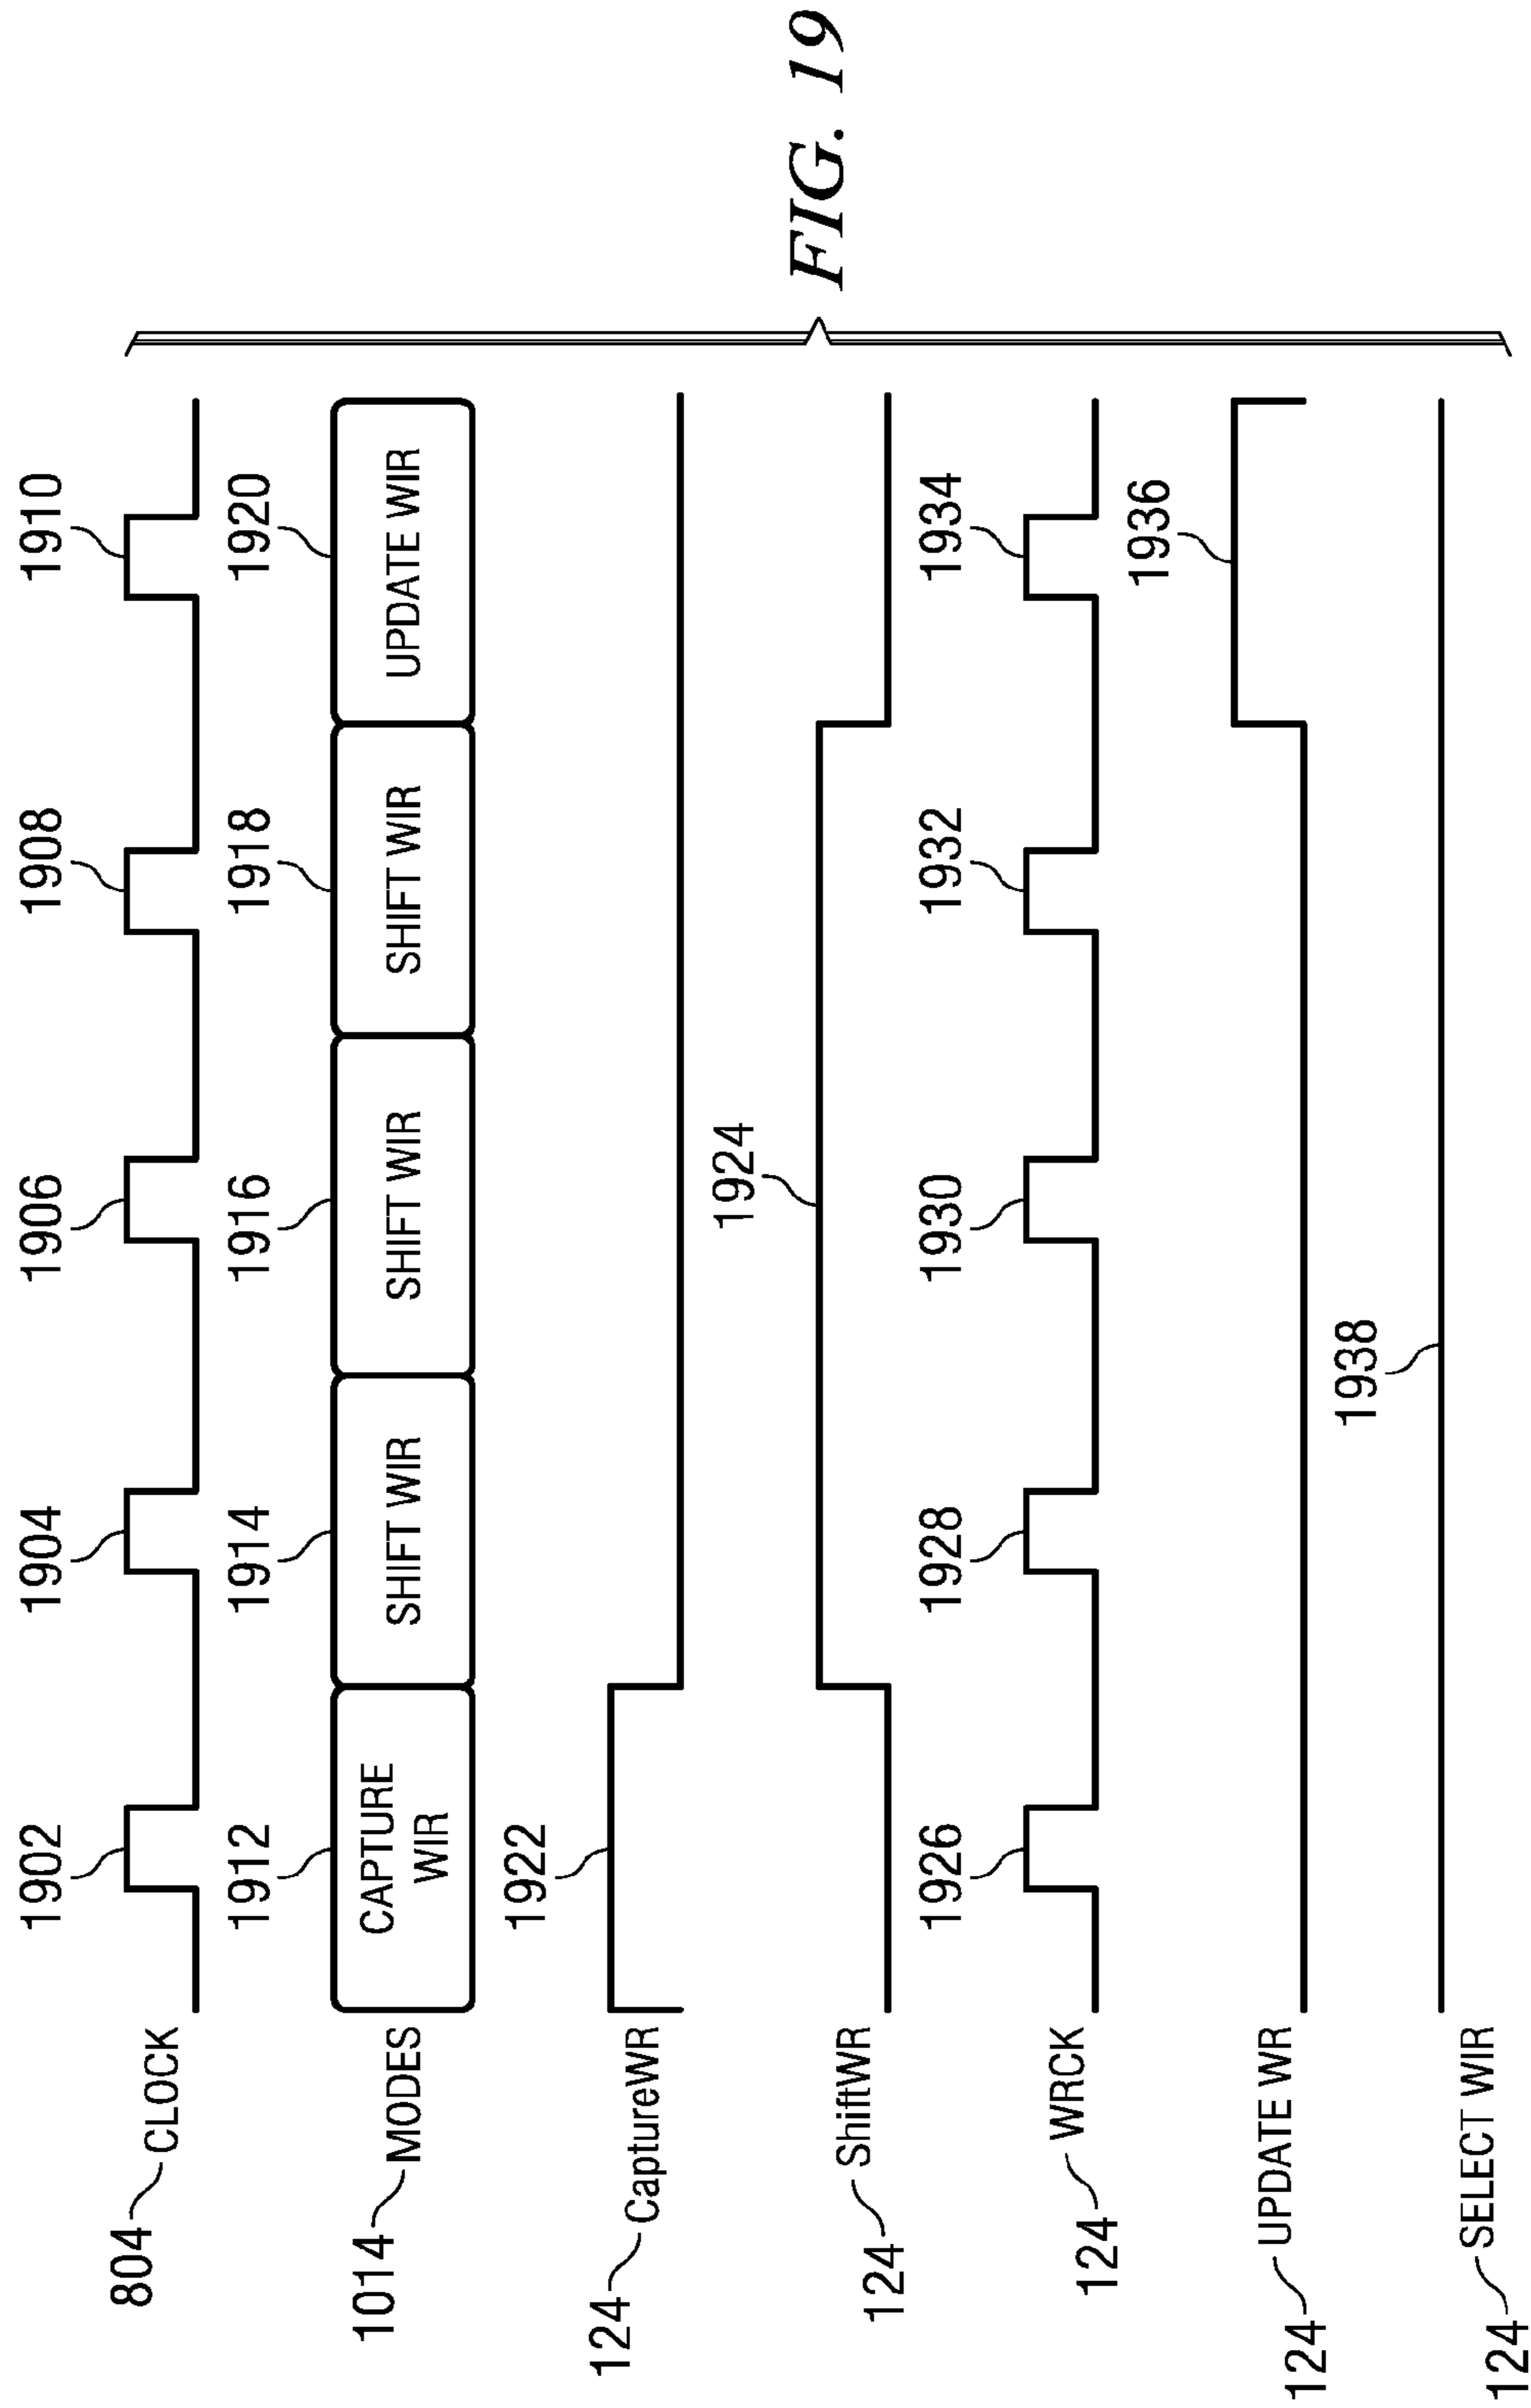 1902 1904 1906 1908 1910
804 CLOCK
1912 1914 1916 1918 1920
1014 MODES
CAPTURE
WIR
SHIFT WIR
SHIFT WIR
SHIFT WIR
UPDATE WIR
1922
124 CaptureWR
1924
124 ShiftWR
1926 1928 1930 1932 1934
124 WRCK
1936
124 UPDATE WR
1938
124 SELECT WIR
FIG. 19